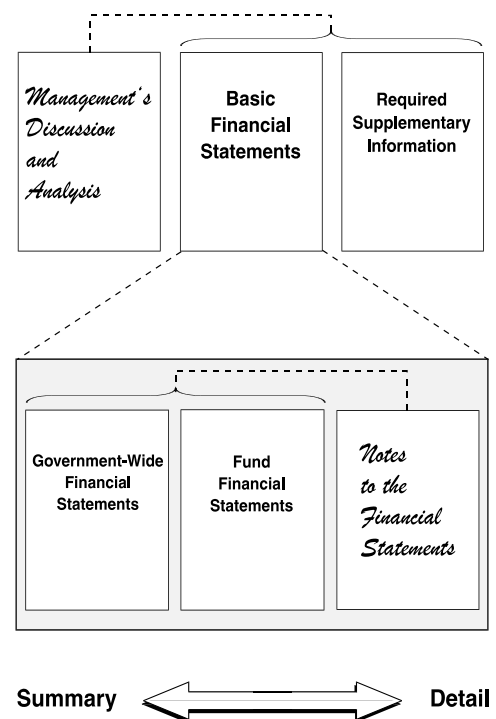 Management's
Discussion
and
Analysis
Basic
Financial
Statements
Required
Supplementary
Information
Government-Wide
Financial
Statements
Fund
Financial
Statements
Notes
to the
Financial
Statements
Summary
Detail